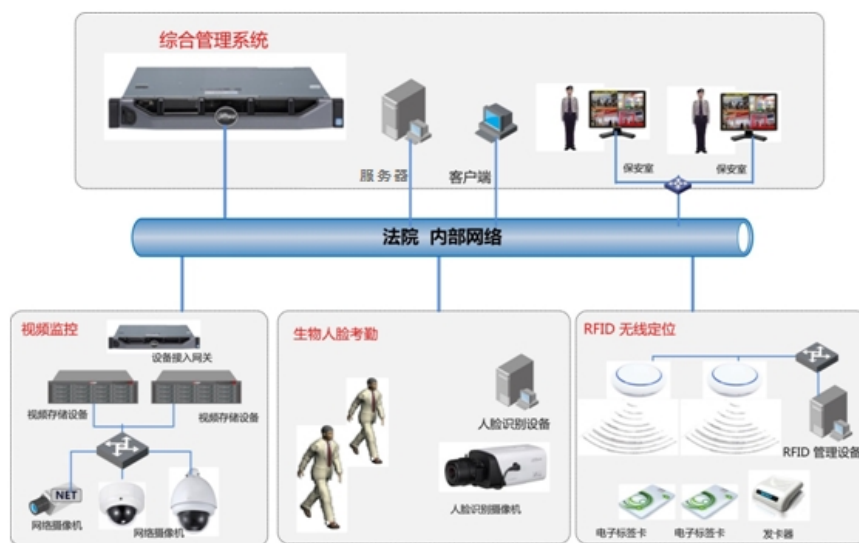 综合管理系统
服务器
客户端
保安室
保安室
法院 内部网络
视频监控
设备接入网关
视频存储设备
视频存储设备
NET
网络摄像机
网络摄像机
生物人脸考勤
人脸识别设备
人脸识别摄像机
RFID 无线定位
RFID 管理设备
电子标签卡
电子标签卡
发卡器